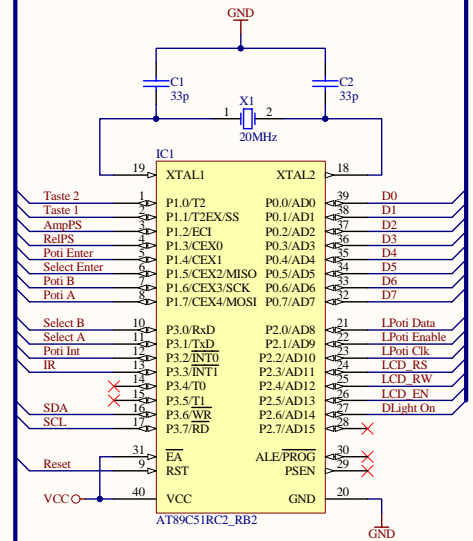 GND
C1
C2
33p
33p
X1
1 2
20MHz
IC1
19 XTAL1 XTAL2 18
Taste 2 1 P1.0/T2 P0.0/AD0 39 D0
Taste 1 2 P1.1/T2EX/SS P0.1/AD1 38 D1
AmpPS 3 P1.2/ECI P0.2/AD2 37 D2
RelPS 4 P1.3/CEX0 P0.3/AD3 36 D3
Poti Enter 5 P1.4/CEX1 P0.4/AD4 35 D4
Select Enter 6 P1.5/CEX2/MISO P0.5/AD5 34 D5
Poti B 7 P1.6/CEX3/SCK P0.6/AD6 33 D6
Poti A 8 P1.7/CEX4/MOSI P0.7/AD7 32 D7
Select B 10 P3.0/RxD P2.0/AD8 21 LPoti Data
Select A 11 P3.1/TxD P2.1/AD9 22 LPoti Enable
Poti Int 12 P3.2/INT0 P2.2/AD10 23 LPoti Clk
IR 13 P3.3/INT1 P2.3/AD11 24 LCD_RS
14 P3.4/T0 P2.4/AD12 25 LCD_RW
15 P3.5/T1 P2.5/AD13 26 LCD_EN
SDA 16 P3.6/WR P2.6/AD14 27 DLight On
SCL 17 P3.7/RD P2.7/AD15 28
31 EA ALE/PROG 30
Reset 9 RST PSEN 29
VCC 40 VCC GND 20
AT89C51RC2_RB2
GND